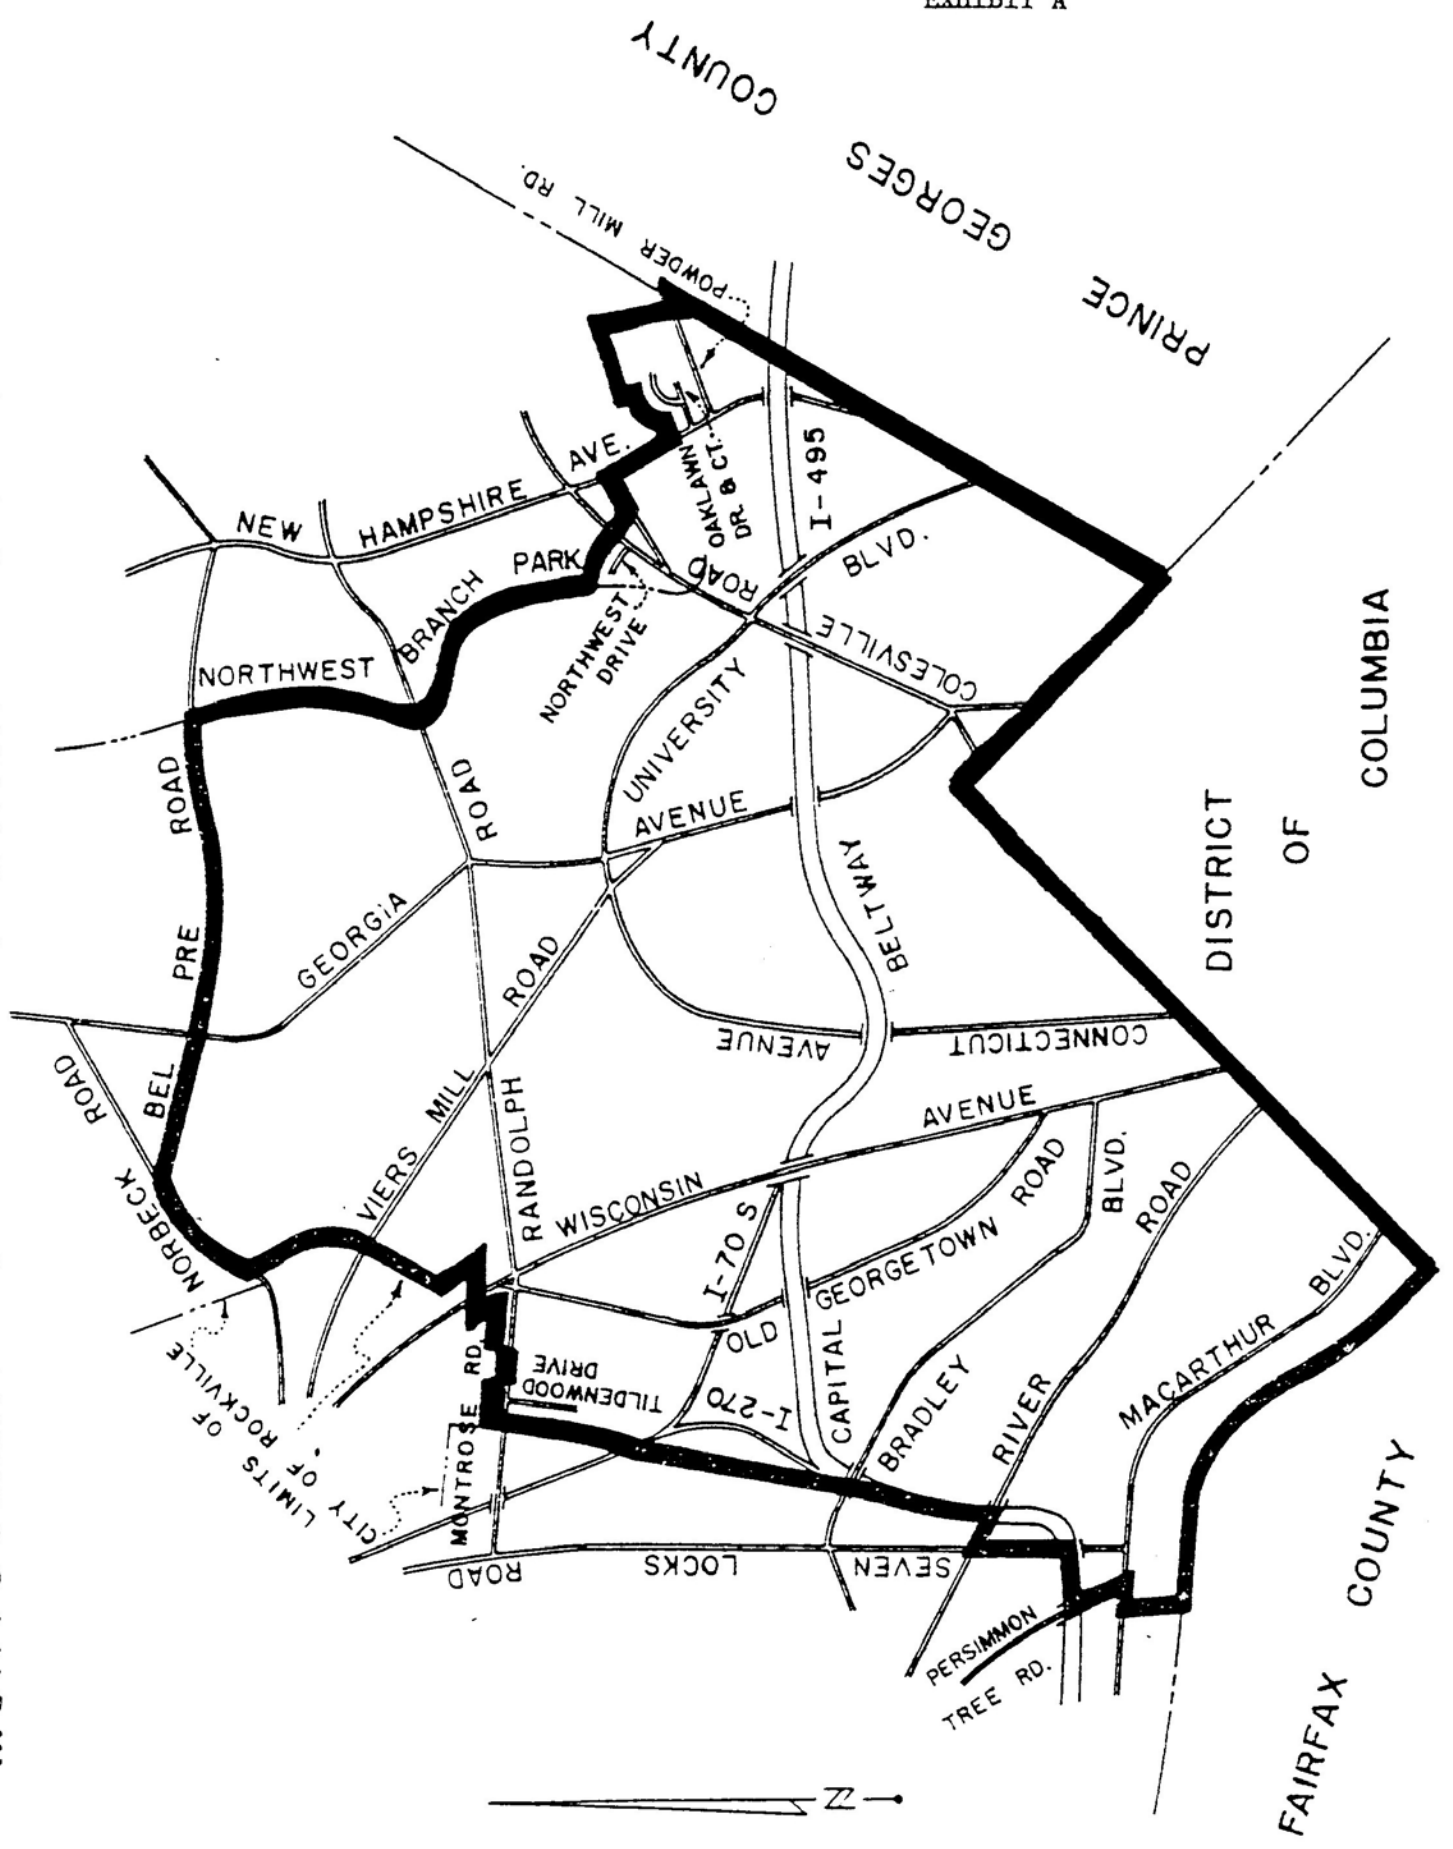 EXHIBIT A
PRINCE GEORGES COUNTY
POWDER MILL RD.
NEW HAMPSHIRE AVE.
NORTHWEST BRANCH PARK
OAKLAWN
DR. & CT.
I-495
NORTHWEST
DRIVE
COLESVILLE ROAD
UNIVERSITY BLVD.
DISTRICT
OF
COLUMBIA
BEL PRE ROAD
GEORGIA AVENUE
RANDOLPH ROAD
VIERS MILL ROAD
CAPITAL BELTWAY
CONNECTICUT AVENUE
NORBECK ROAD
WISCONSIN AVENUE
I-70 S
OLD GEORGETOWN ROAD
BRADLEY BLVD.
RIVER ROAD
MACARTHUR BLVD.
LIMITS OF
CITY OF ROCKVILLE
MONTROSE RD.
TILDENWOOD
DRIVE
I-270
SEVEN LOCKS ROAD
PERSIMMON
TREE RD.
FAIRFAX COUNTY
N